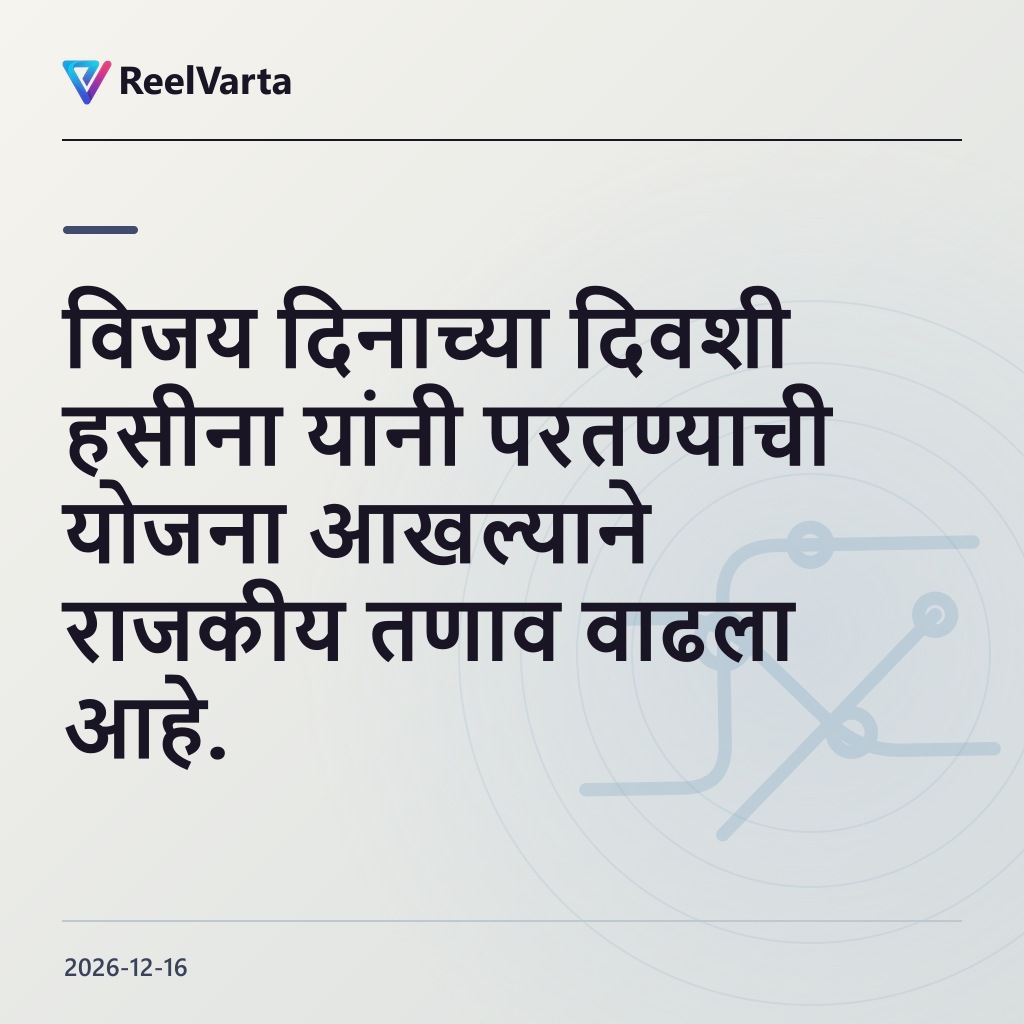 ReelVarta
विजय दिनाच्या दिवशी
हसीना यांनी परतण्याची
योजना आखल्याने
राजकीय तणाव वाढला
आहे.
2026-12-16